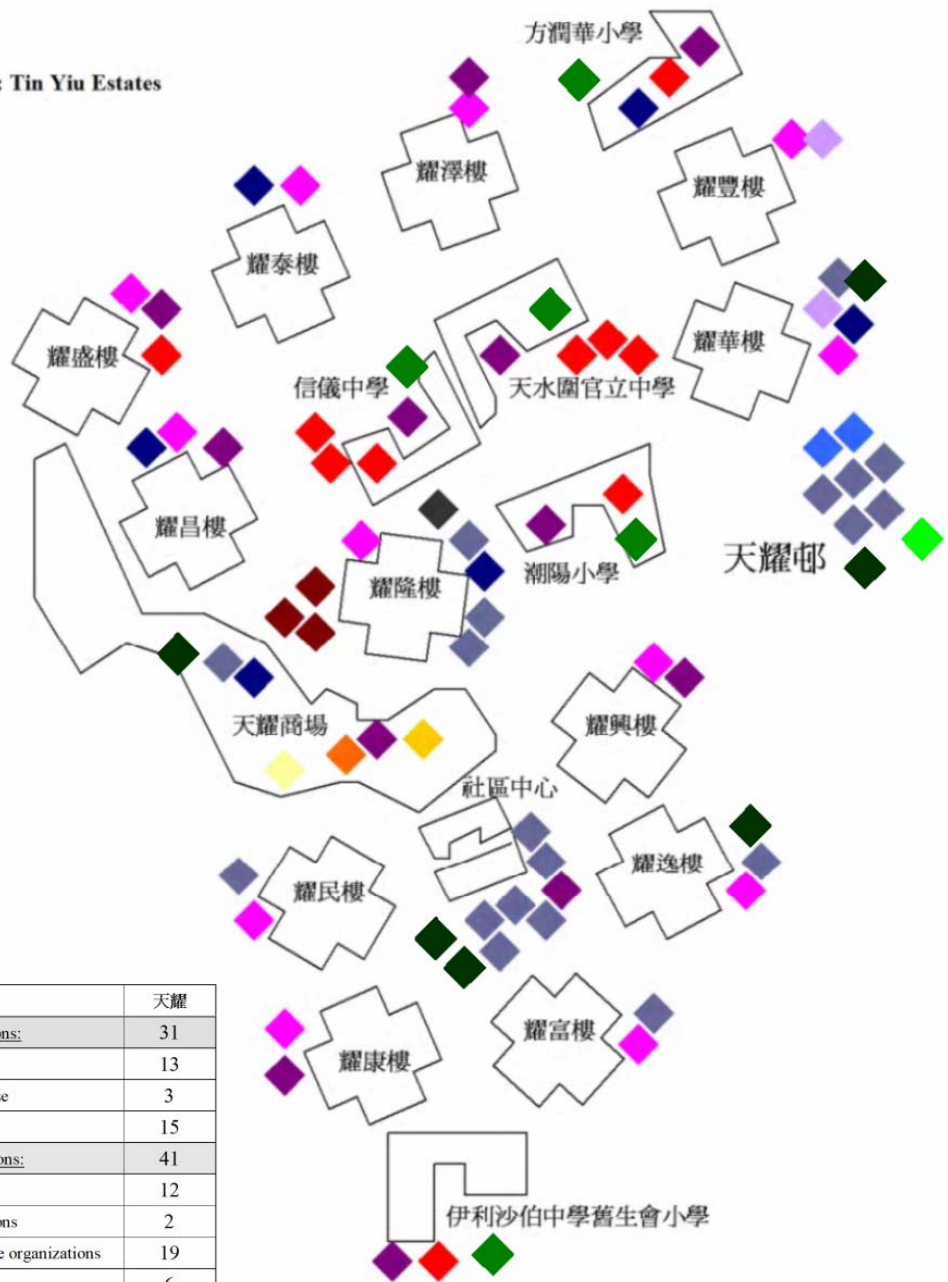 : Tin Yiu Estates
方潤華小學
耀澤樓
耀豐樓
耀泰樓
耀華樓
耀盛樓
信儀中學
天水圍官立中學
耀昌樓
耀隆樓
潮陽小學
天耀邨
天耀商場
耀興樓
社區中心
耀逸樓
耀民樓
耀富樓
耀康樓
伊利沙伯中學舊生會小學
天耀
ons: 31
13
se 3
15
ons: 41
12
ons 2
e organizations 19